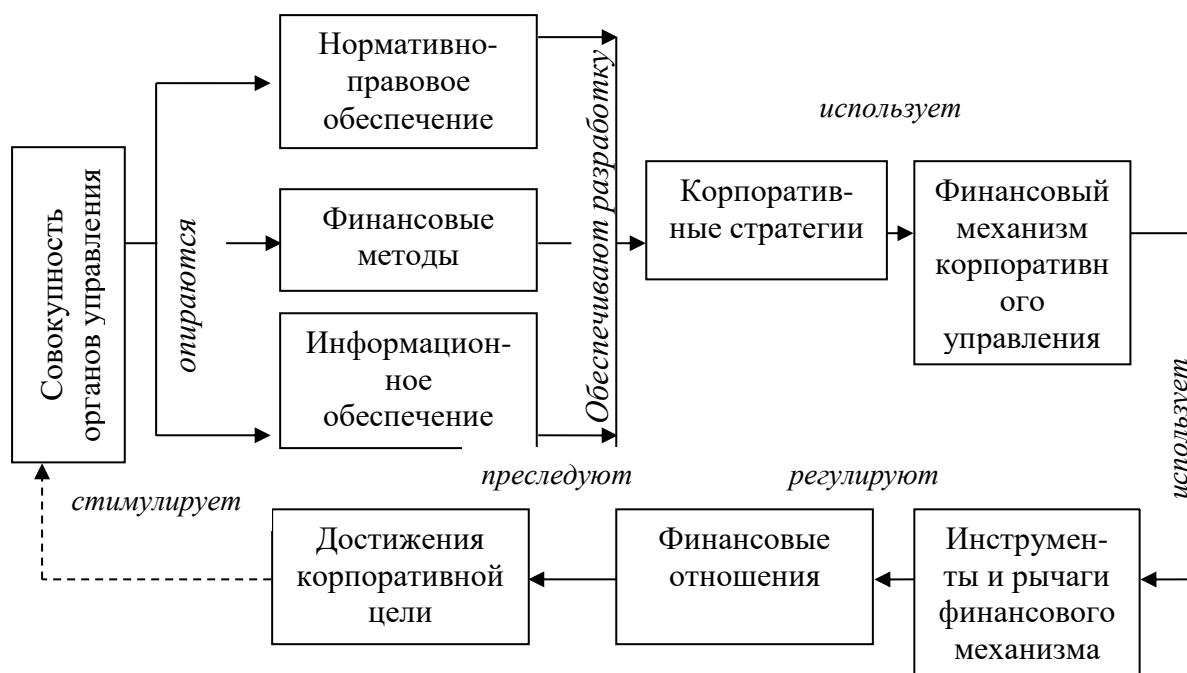 Совокупность
органов управления
опираются
Нормативно-
правовое
обеспечение
Финансовые
методы
Информацион-
ное
обеспечение
Обеспечивают разработку
Корпоратив-
ные стратегии
использует
Финансовый
механизм
корпоративн
ого
управления
использует
Инструмен-
ты и рычаги
финансового
механизма
регулируют
Финансовые
отношения
преследуют
Достижения
корпоративной
цели
стимулирует